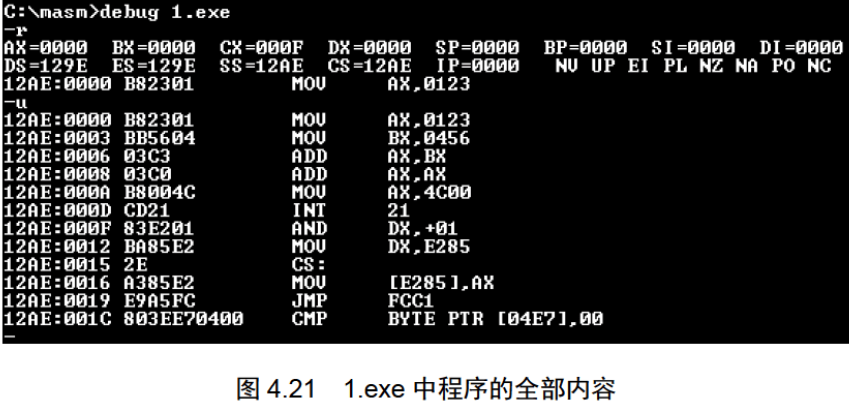 C:\masm>debug 1.exe
-r
AX=0000  BX=0000  CX=000F  DX=0000  SP=0000  BP=0000  SI=0000  DI=0000
DS=129E  ES=129E  SS=12AE  CS=12AE  IP=0000   NV UP EI PL NZ NA PO NC
12AE:0000 B82301        MOV     AX,0123
-u
12AE:0000 B82301        MOV     AX,0123
12AE:0003 BB5604        MOV     BX,0456
12AE:0006 03C3          ADD     AX,BX
12AE:0008 03C0          ADD     AX,AX
12AE:000A B8004C        MOV     AX,4C00
12AE:000D CD21          INT     21
12AE:000F 83E201        AND     DX,+01
12AE:0012 BA85E2        MOV     DX,E285
12AE:0015 2E            CS:
12AE:0016 A385E2        MOV     [E285],AX
12AE:0019 E9A5FC        JMP     FCC1
12AE:001C 803EE70400    CMP     BYTE PTR [04E7],00
-
图 4.21 1.exe 中程序的全部内容